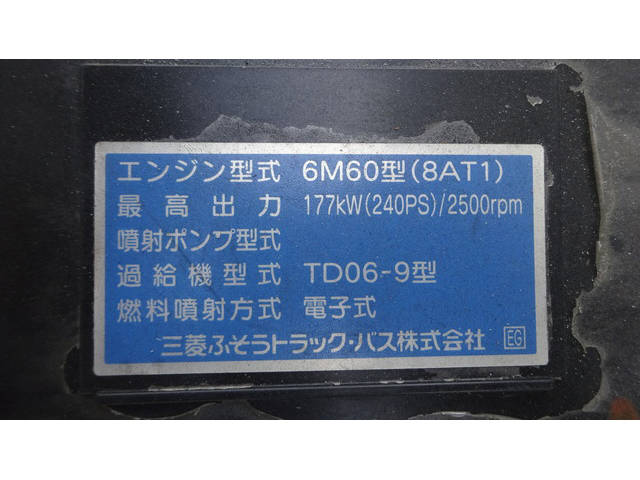 エンジン型式 6M60型(8AT1)
最高出力 177kW(240PS)/2500rpm
噴射ポンプ型式
過給機型式 TD06-9型
燃料噴射方式 電子式
三菱ふそうトラック・バス株式会社 EG